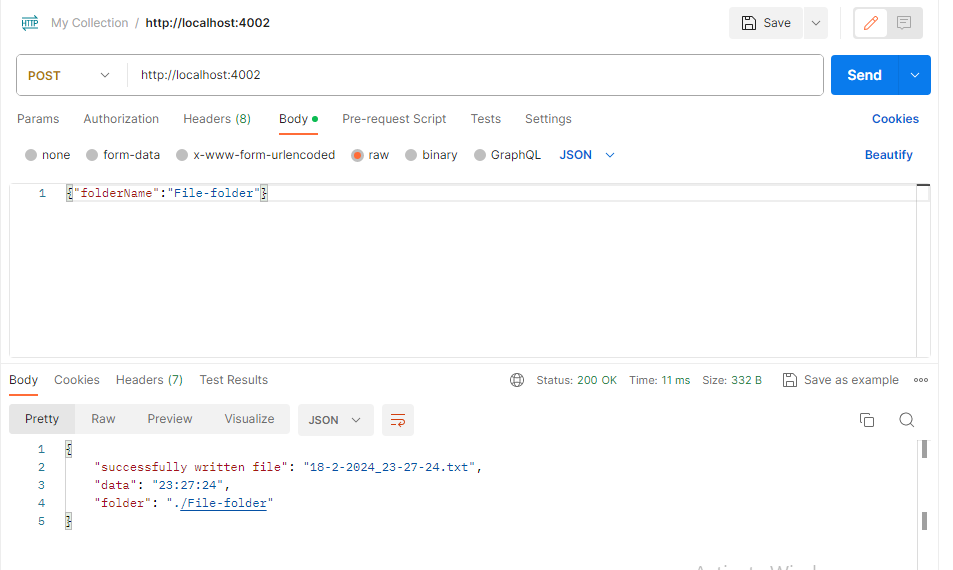 HTTP My Collection / http://localhost:4002 Save
POST http://localhost:4002 Send
Params Authorization Headers (8) Body Pre-request Script Tests Settings Cookies
none form-data x-www-form-urlencoded raw binary GraphQL JSON Beautify
1 {"folderName":"File-folder"}
Body Cookies Headers (7) Test Results Status: 200 OK Time: 11 ms Size: 332 B Save as example
Pretty Raw Preview Visualize JSON
1 {
2 "successfully written file": "18-2-2024_23-27-24.txt",
3 "data": "23:27:24",
4 "folder": "./File-folder"
5 }